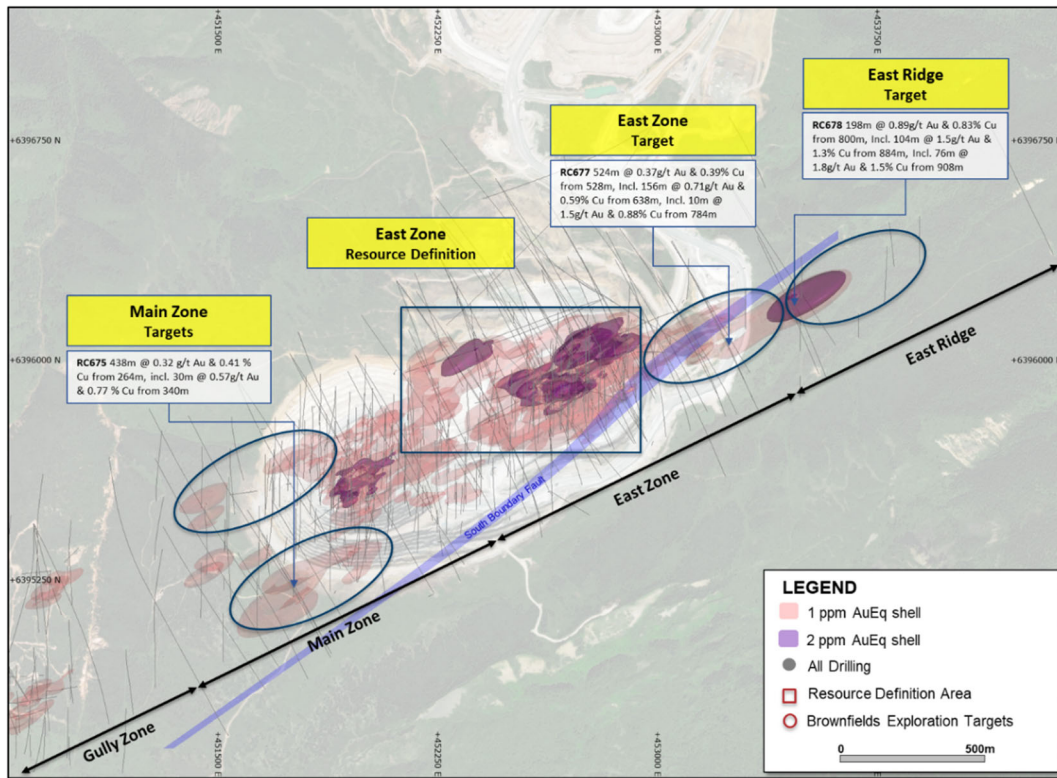 451500 E
452250 E
453000 E
453750 E
East Ridge
Target
RC678 198m @ 0.89g/t Au & 0.83% Cu
from 800m, Incl. 104m @ 1.5g/t Au &
1.3% Cu from 884m, Incl. 76m @
1.8g/t Au & 1.5% Cu from 908m
East Zone
Target
RC677 524m @ 0.37g/t Au & 0.39% Cu
from 528m, Incl. 156m @ 0.71g/t Au &
0.59% Cu from 638m, Incl. 10m @
1.5g/t Au & 0.88% Cu from 784m
+6396750 N
+6396750 N
East Zone
Resource Definition
Main Zone
Targets
RC675 438m @ 0.32 g/t Au & 0.41 %
Cu from 264m, incl. 30m @ 0.57g/t Au
& 0.77 % Cu from 340m
+6396000 N
+6396000 N
East Ridge
East Zone
South Boundary Fault
+6395250 N
Main Zone
Gully Zone
LEGEND
1 ppm AuEq shell
2 ppm AuEq shell
All Drilling
Resource Definition Area
Brownfields Exploration Targets
0 500m
+451500 E
+452250 E
+453000 E